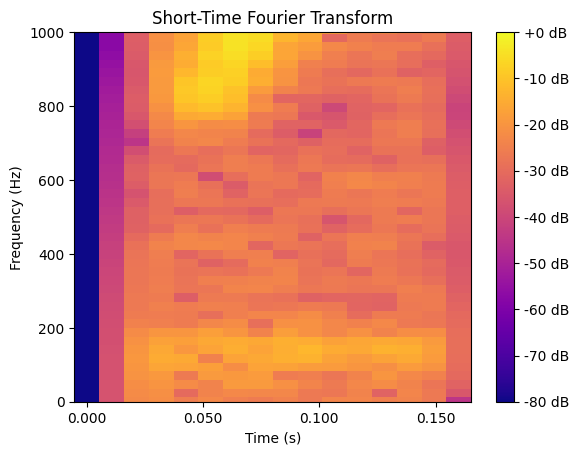 Short-Time Fourier Transform
1000
800
600
400
200
0
Frequency (Hz)
0.000
0.050
0.100
0.150
Time (s)
+0 dB
-10 dB
-20 dB
-30 dB
-40 dB
-50 dB
-60 dB
-70 dB
-80 dB